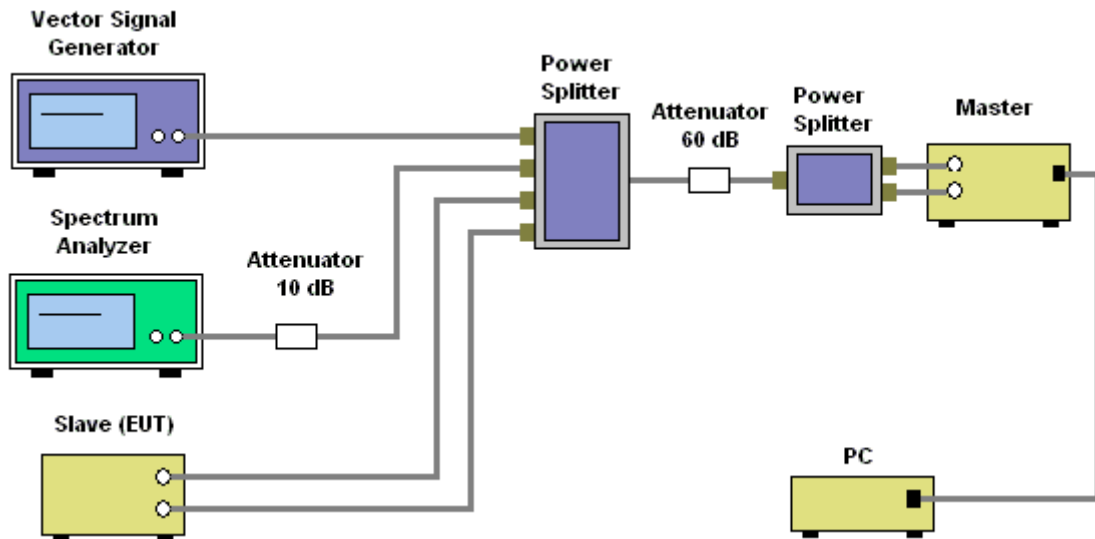 Vector Signal
Generator
Power
Splitter
Attenuator
60 dB
Power
Splitter
Master
Spectrum
Analyzer
Attenuator
10 dB
Slave (EUT)
PC